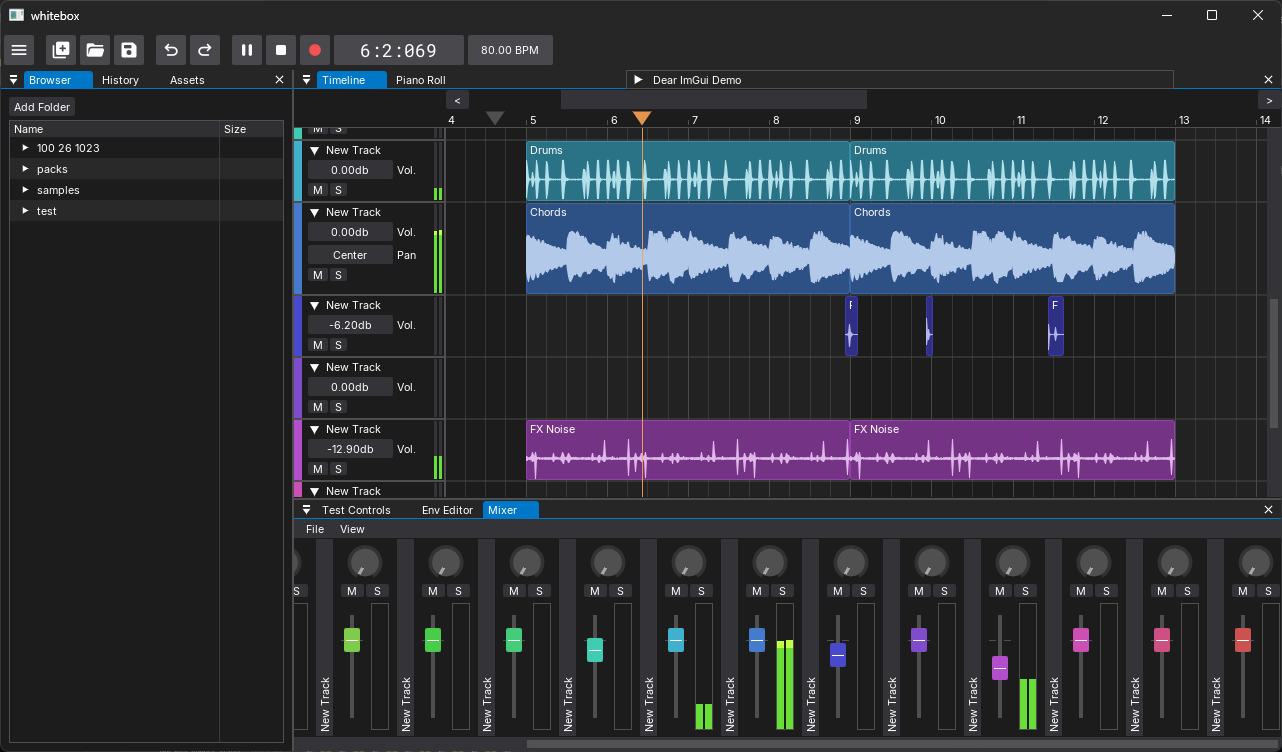 whitebox
6:2:069
80.00 BPM
Browser History Assets
Add Folder
Name Size
100 26 1023
packs
samples
test
Timeline Piano Roll Dear ImGui Demo
< >
4 5 6 7 8 9 10 11 12 13 14
M S
New Track
0.00db Vol.
M S
Drums Drums
New Track
0.00db Vol.
Center Pan
M S
Chords Chords
New Track
-6.20db Vol.
M S
F F
New Track
0.00db Vol.
M S
New Track
-12.90db Vol.
M S
FX Noise FX Noise
New Track
Test Controls Env Editor Mixer
File View
S M S M S M S M S M S M S M S M S M S M S M S M S
New Track New Track New Track New Track New Track New Track New Track New Track New Track New Track New Track New Track